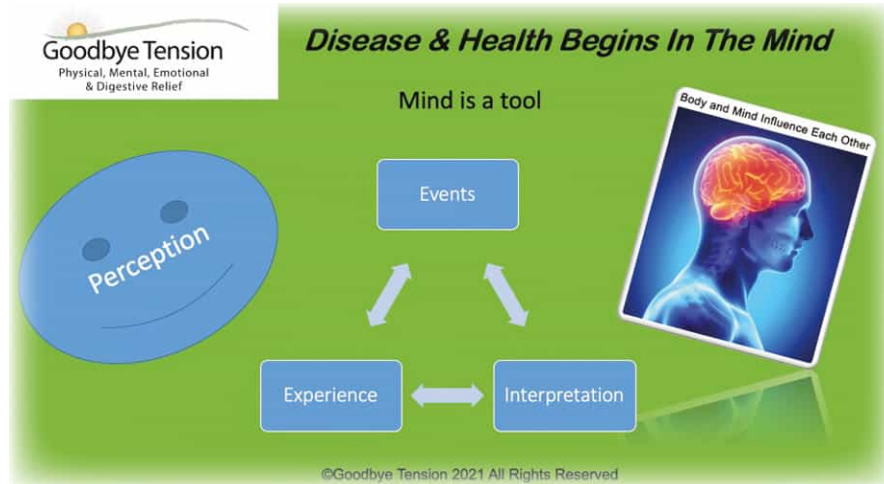 Goodbye Tension
Physical, Mental, Emotional
& Digestive Relief
Disease & Health Begins In The Mind
Mind is a tool
Body and Mind Influence Each Other
Perception
Events
Experience
Interpretation
©Goodbye Tension 2021 All Rights Reserved